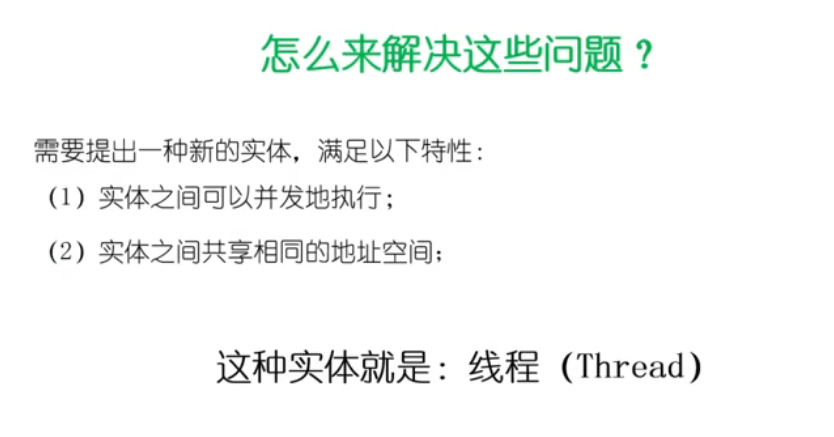 怎么来解决这些问题？
需要提出一种新的实体，满足以下特性：
（1）实体之间可以并发地执行；
（2）实体之间共享相同的地址空间；
这种实体就是：线程（Thread）